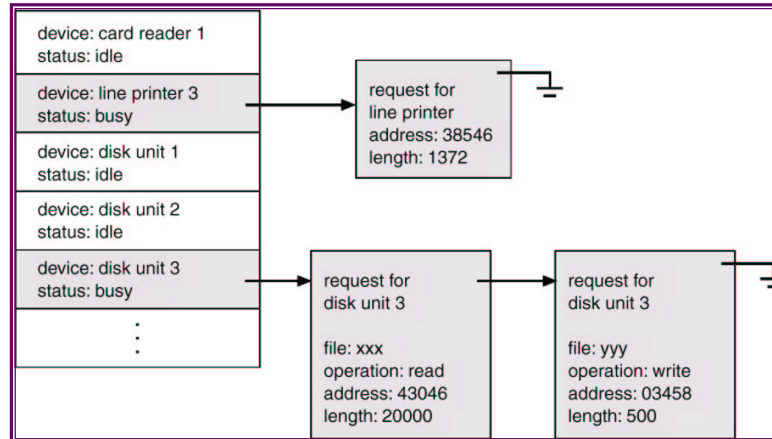 device: card reader 1
status: idle
device: line printer 3
status: busy
device: disk unit 1
status: idle
device: disk unit 2
status: idle
device: disk unit 3
status: busy
request for
line printer
address: 38546
length: 1372
request for
disk unit 3
file: xxx
operation: read
address: 43046
length: 20000
request for
disk unit 3
file: yyy
operation: write
address: 03458
length: 500